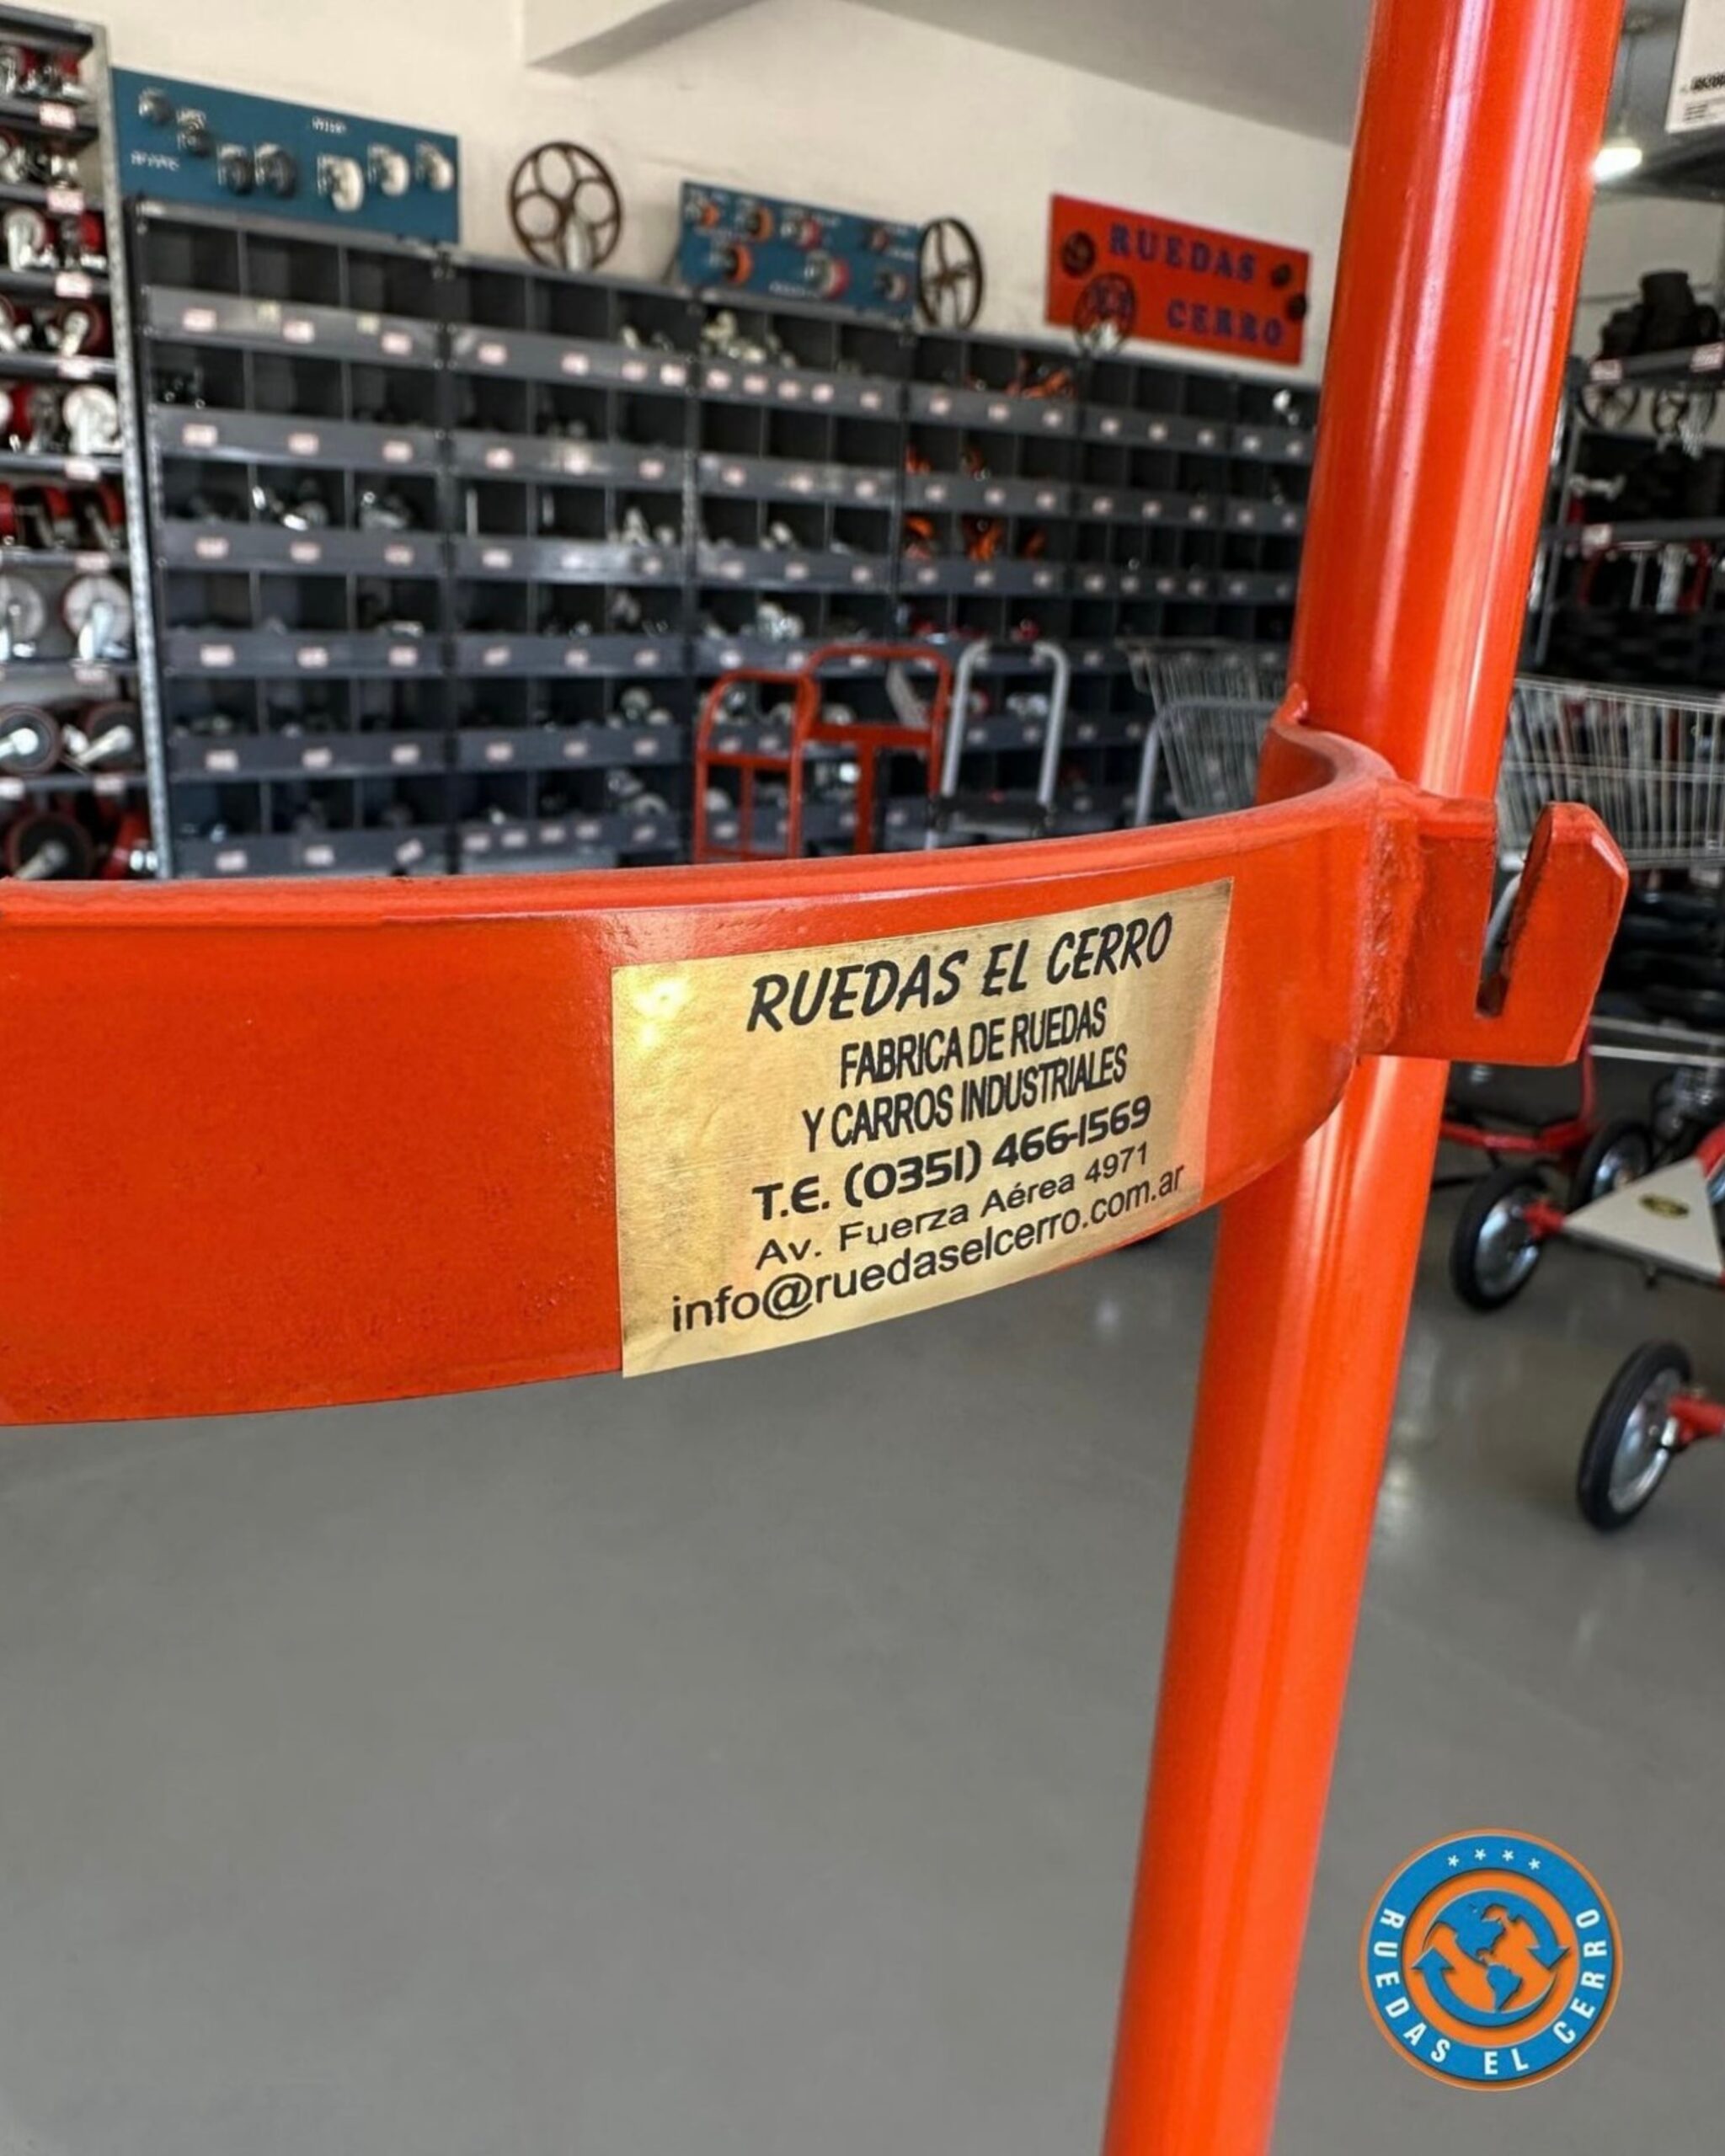 RUEDAS
CERRO
RUEDAS EL CERRO
FABRICA DE RUEDAS
Y CARROS INDUSTRIALES
T.E. (0351) 466-1569
Av. Fuerza Aérea 4971
info@ruedaselcerro.com.ar
RUEDAS EL CERRO